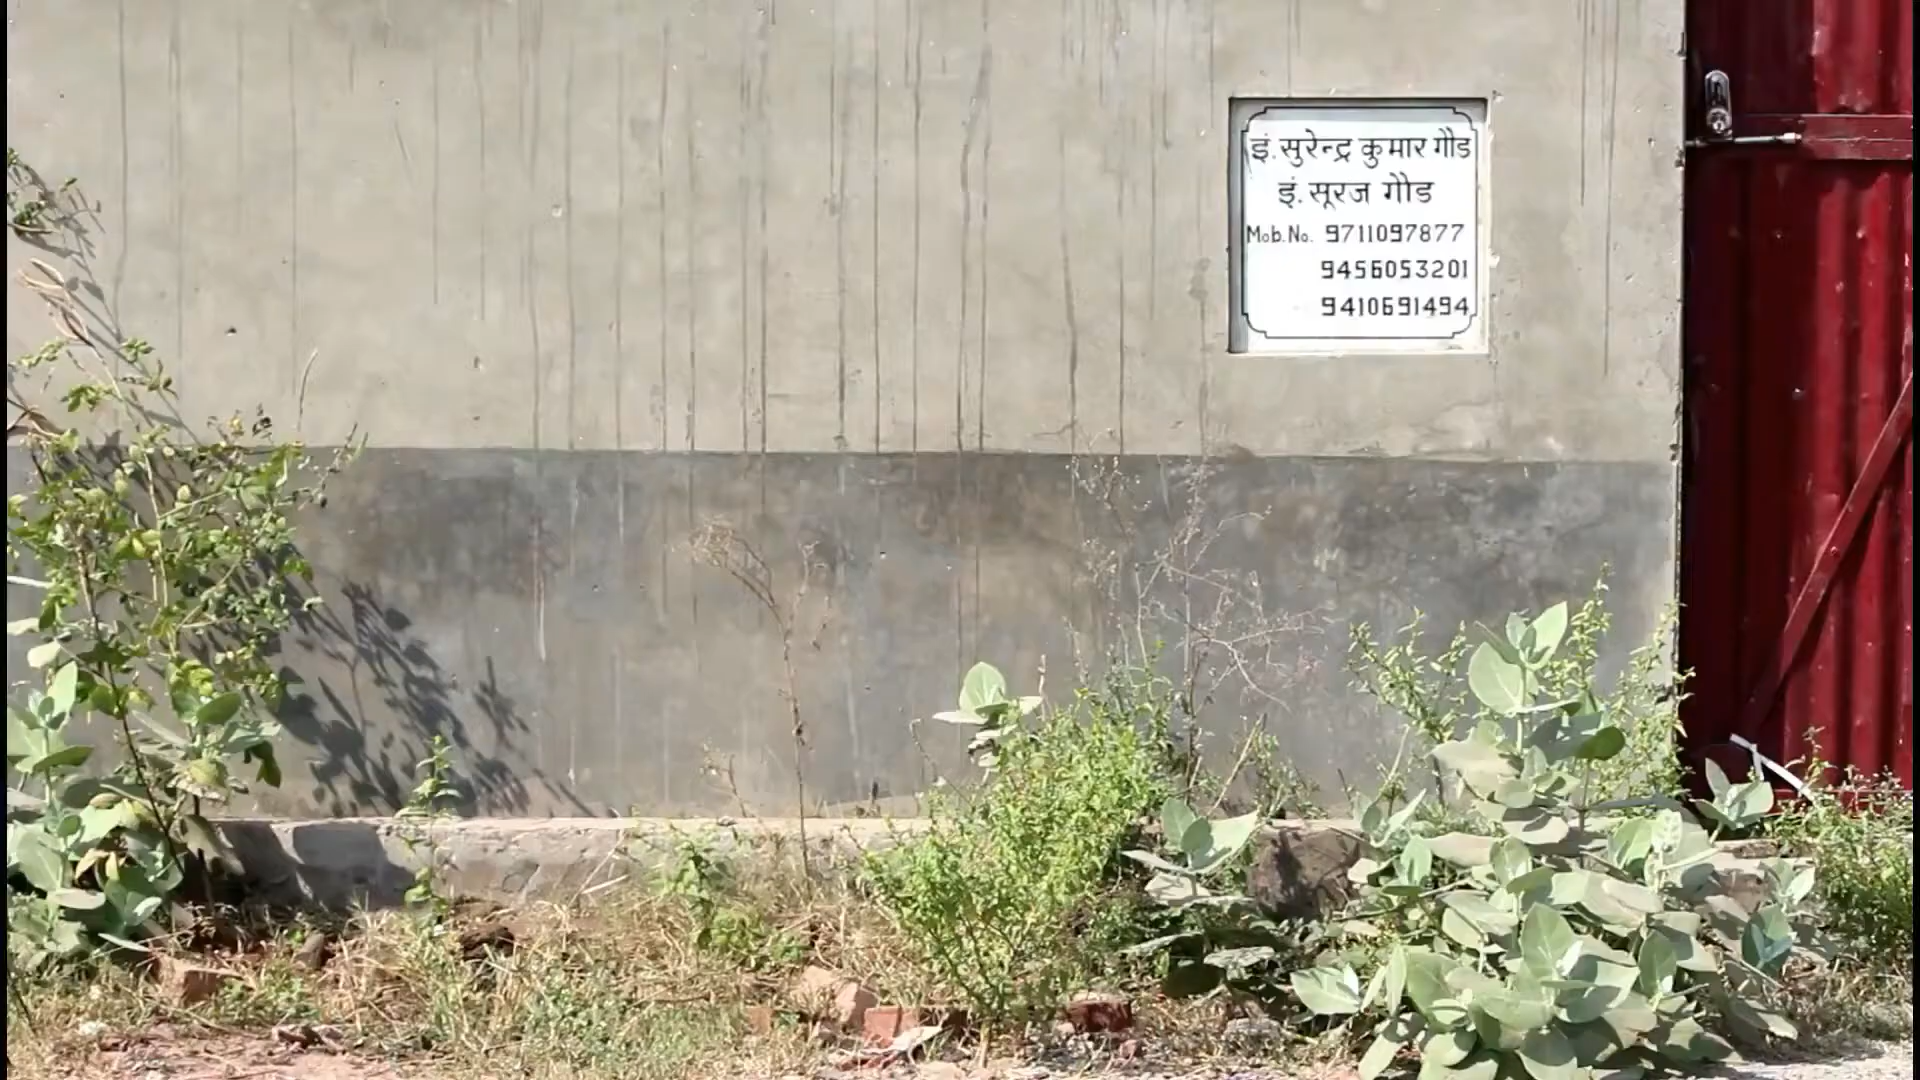 इं. सुरेन्द्र कुमार गौड
इं. सूरज गौड
Mob.No. 9711097877
9456053201
9410691494